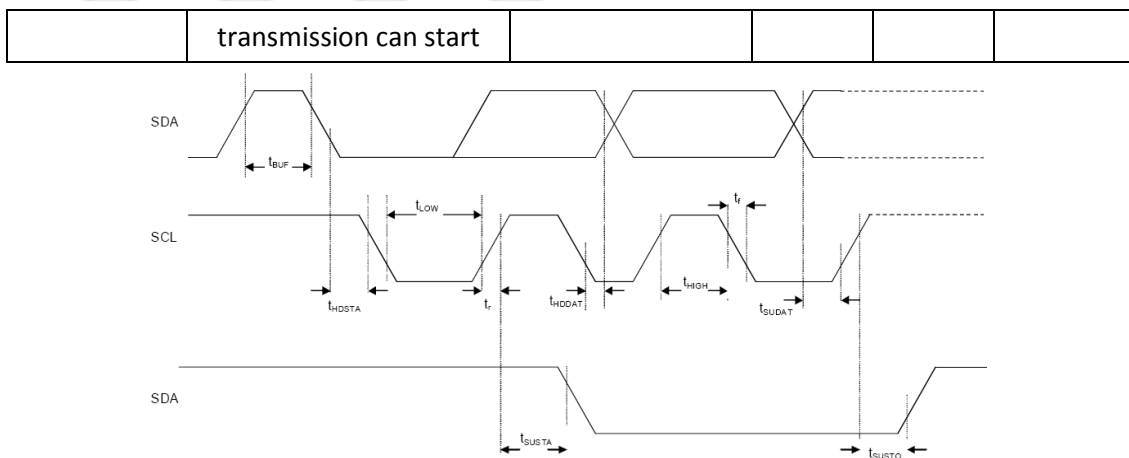 transmission can start
SDA
tBUF
tLOW
tf
SCL
tHDSTA
tr
tHDDAT
tHIGH
tSUDAT
SDA
tSUSTA
tSUSTO